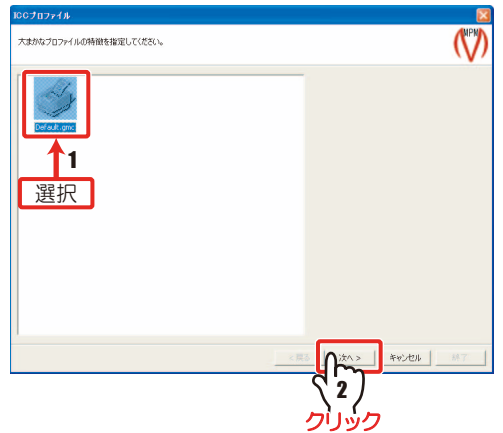 ICCプロファイル
大まかなプロファイルの特徴を指定してください。
MPM
Default.gmc
1
選択
< 戻る
次へ >
キャンセル
終了
2
クリック